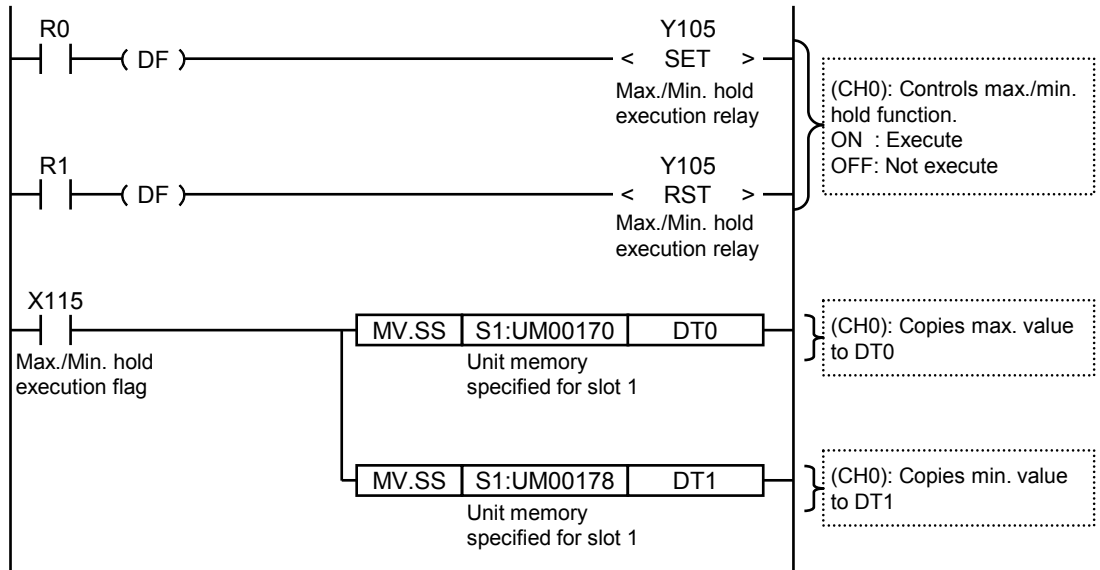 R0
( DF )
Y105
< SET >
Max./Min. hold
execution relay
(CH0): Controls max./min.
hold function.
ON : Execute
OFF: Not execute
R1
( DF )
Y105
< RST >
Max./Min. hold
execution relay
X115
Max./Min. hold
execution flag
MV.SS S1:UM00170 DT0
Unit memory
specified for slot 1
(CH0): Copies max. value
to DT0
MV.SS S1:UM00178 DT1
Unit memory
specified for slot 1
(CH0): Copies min. value
to DT1